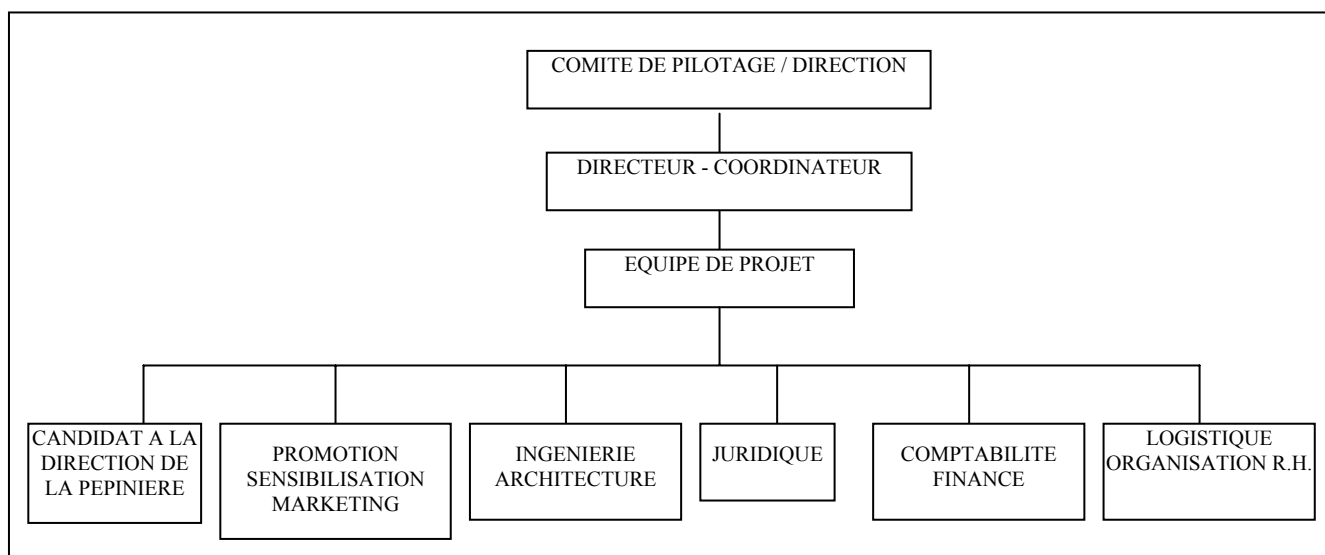 COMITE DE PILOTAGE / DIRECTION
DIRECTEUR - COORDINATEUR
EQUIPE DE PROJET
CANDIDAT A LA
DIRECTION DE
LA PEPINIERE
PROMOTION
SENSIBILISATION
MARKETING
INGENIERIE
ARCHITECTURE
JURIDIQUE
COMPTABILITE
FINANCE
LOGISTIQUE
ORGANISATION R.H.